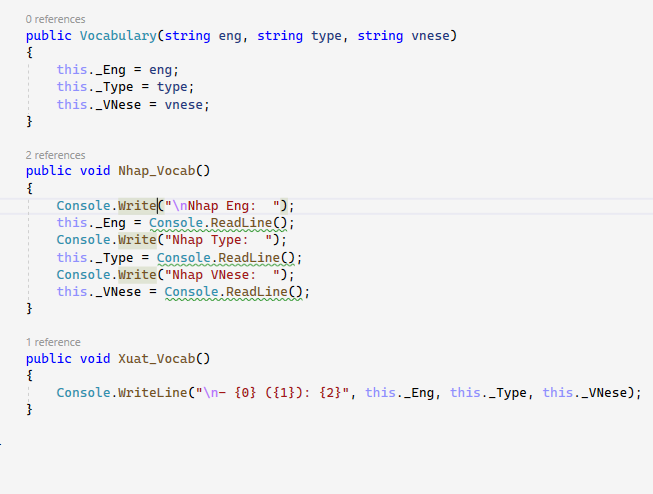 0 references
public Vocabulary(string eng, string type, string vnese)
{
this._Eng = eng;
this._Type = type;
this._VNese = vnese;
}
2 references
public void Nhap_Vocab()
{
Console.Write("\nNhap Eng:  ");
this._Eng = Console.ReadLine();
Console.Write("Nhap Type:  ");
this._Type = Console.ReadLine();
Console.Write("Nhap VNese:  ");
this._VNese = Console.ReadLine();
}
1 reference
public void Xuat_Vocab()
{
Console.WriteLine("\n- {0} ({1}): {2}", this._Eng, this._Type, this._VNese);
}